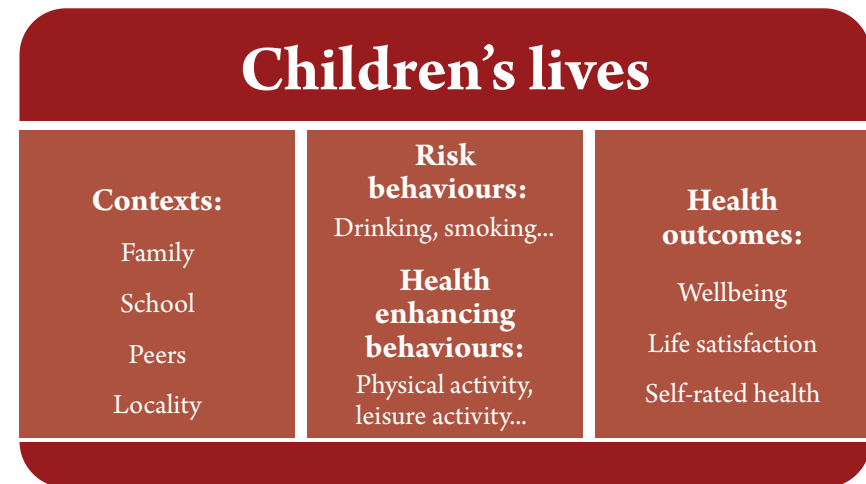 Children’s lives
Contexts:
Family
School
Peers
Locality
Risk
behaviours:
Drinking, smoking...
Health
enhancing
behaviours:
Physical activity,
leisure activity...
Health
outcomes:
Wellbeing
Life satisfaction
Self-rated health